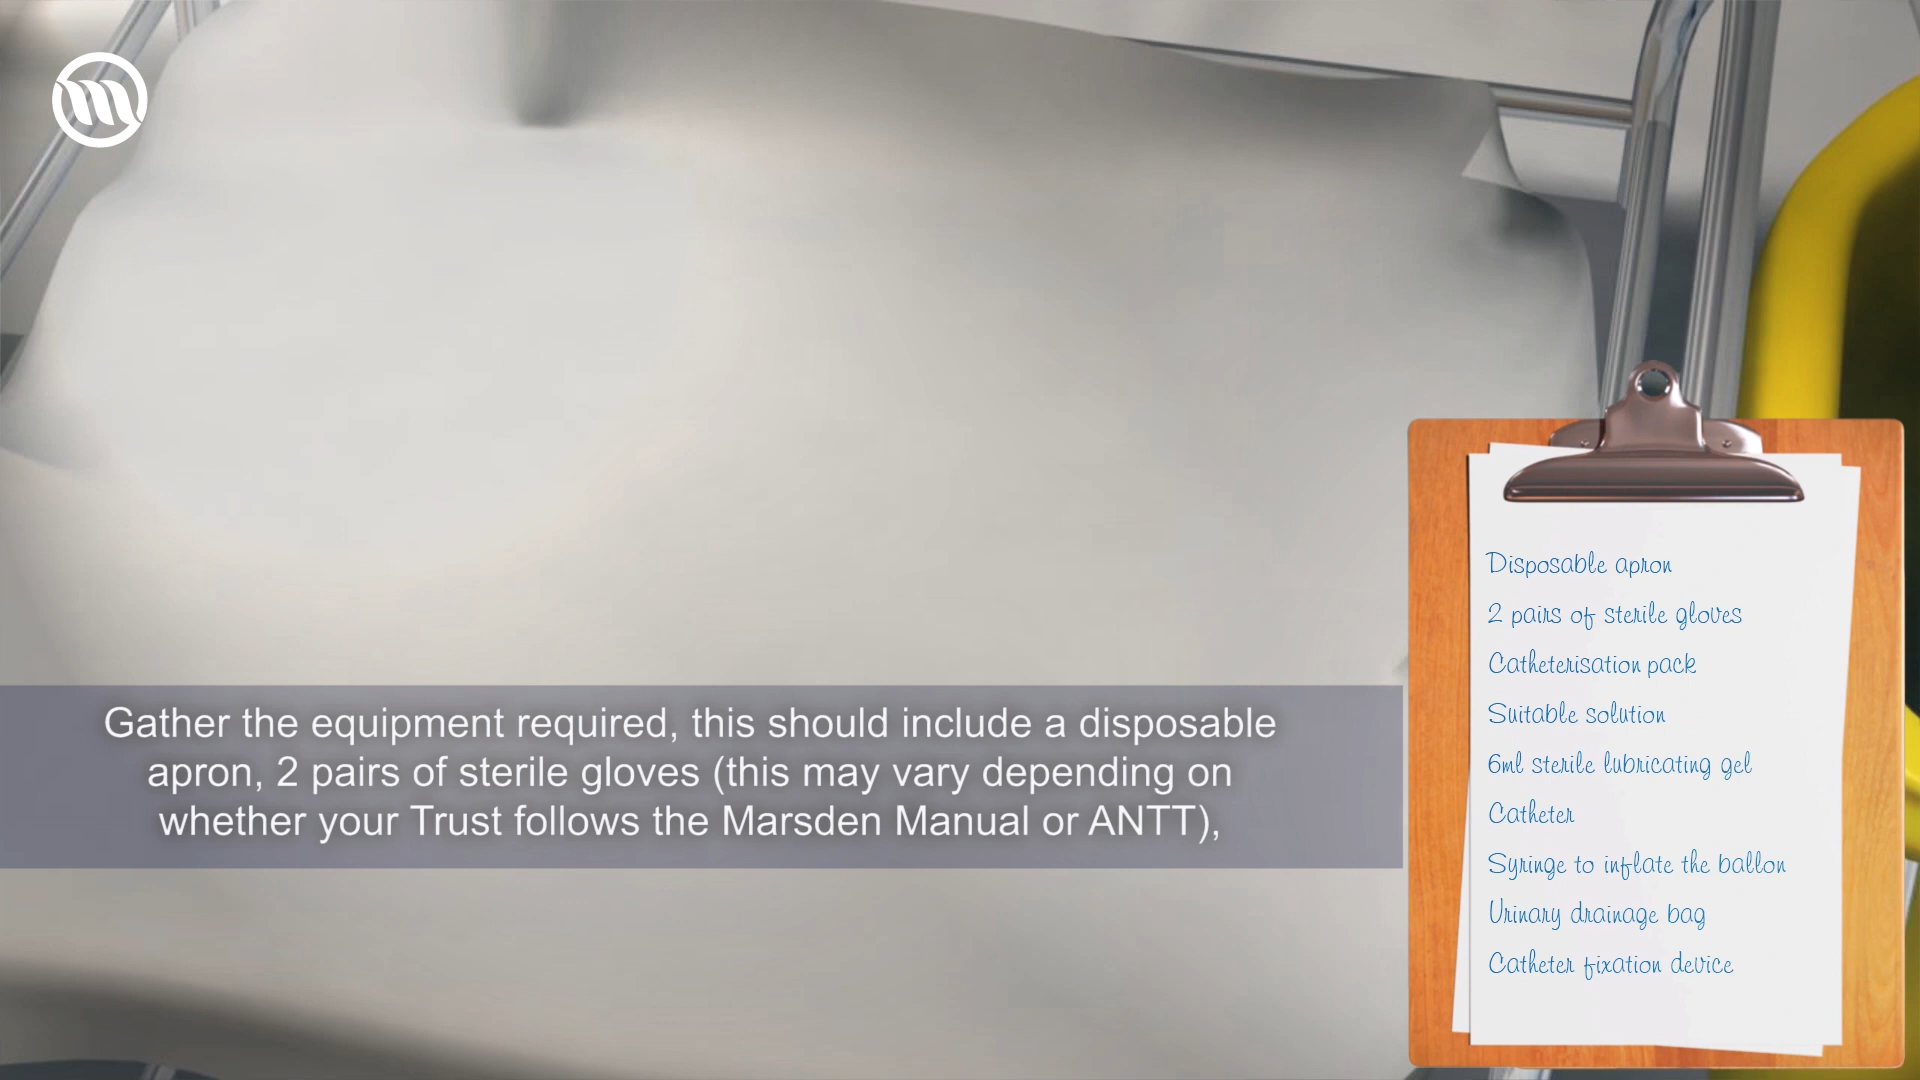 Gather the equipment required, this should include a disposable
apron, 2 pairs of sterile gloves (this may vary depending on
whether your Trust follows the Marsden Manual or ANTT),
Disposable apron
2 pairs of sterile gloves
Catheterisation pack
Suitable solution
6ml sterile lubricating gel
Catheter
Syringe to inflate the ballon
Urinary drainage bag
Catheter fixation device